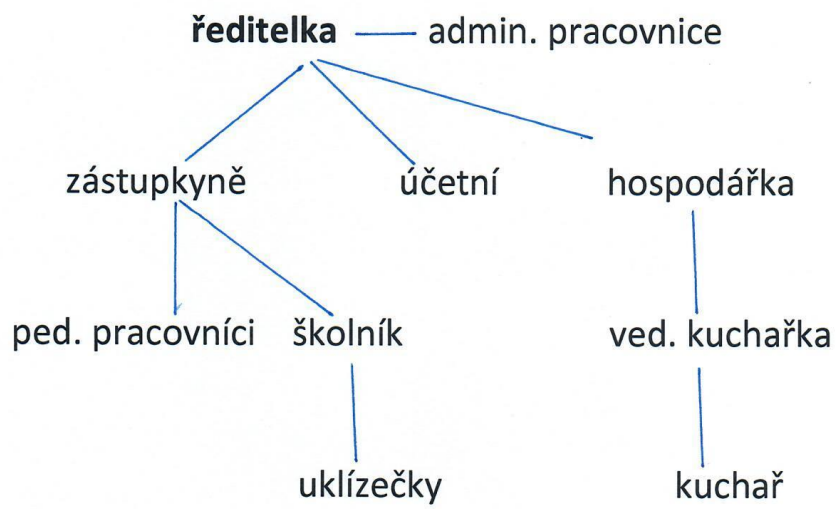 ředitelka admin. pracovnice
zástupkyně účetní hospodářka
ped. pracovníci školník ved. kuchařka
uklízečky kuchař